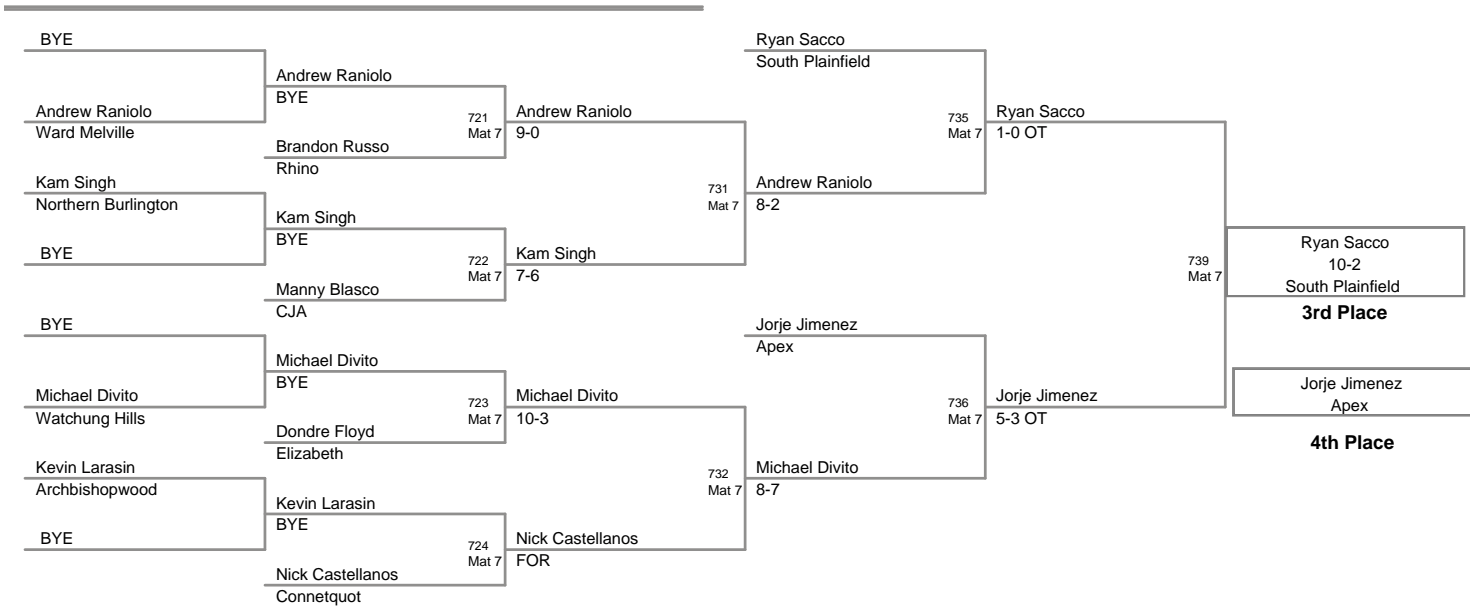 BYE
Andrew Raniolo
Ward Melville
Kam Singh
Northern Burlington
BYE
BYE
Michael Divito
Watchung Hills
Kevin Larasin
Archbishopwood
BYE
Andrew Raniolo
BYE
Brandon Russo
Rhino
Kam Singh
BYE
Manny Blasco
CJA
Michael Divito
BYE
Dondre Floyd
Elizabeth
Kevin Larasin
BYE
Nick Castellanos
Connetquot
721
Mat 7
722
Mat 7
723
Mat 7
724
Mat 7
Andrew Raniolo
9-0
Kam Singh
7-6
Michael Divito
10-3
Nick Castellanos
FOR
731
Mat 7
732
Mat 7
Ryan Sacco
South Plainfield
Andrew Raniolo
8-2
Jorje Jimenez
Apex
Michael Divito
8-7
735
Mat 7
736
Mat 7
Ryan Sacco
1-0 OT
Jorje Jimenez
5-3 OT
739
Mat 7
Ryan Sacco
10-2
South Plainfield
3rd Place
Jorje Jimenez
Apex
4th Place